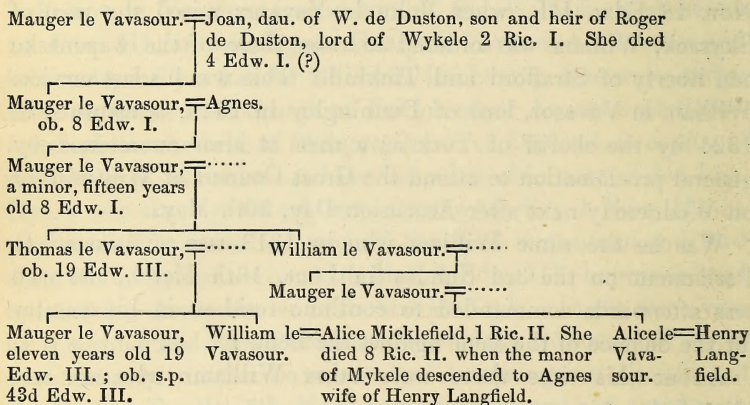 Mauger le Vavasour.=Joan, dau. of W. de Duston, son and heir of Roger
de Duston, lord of Wykele 2 Ric. I. She died
4 Edw. I. (?)
Mauger le Vavasour,=Agnes.
ob. 8 Edw. I.
Mauger le Vavasour,=......
a minor, fifteen years
old 8 Edw. I.
Thomas le Vavasour,=...... William le Vavasour.=......
ob. 19 Edw. III.
Mauger le Vavasour.=......
Mauger le Vavasour,
eleven years old 19
Edw. III.; ob. s.p.
43d Edw. III.
William le=Alice Micklefield, 1 Ric. II. She
Vavasour. died 8 Ric. II. when the manor
of Mykele descended to Agnes
wife of Henry Langfield.
Alice le=Henry
Vava- Lang-
sour. field.